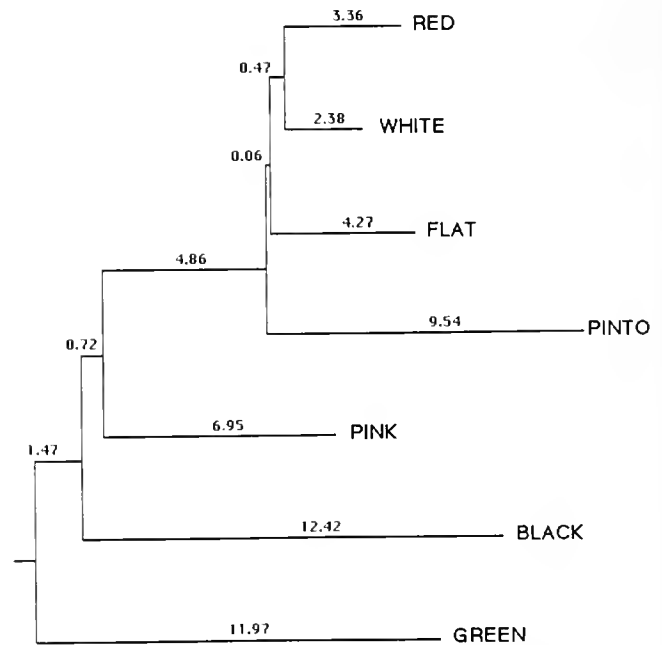 3.36 RED
0.47
2.38 WHITE
0.06
4.27 FLAT
4.86
9.54 PINTO
0.72
6.95 PINK
1.47
12.42 BLACK
11.97 GREEN